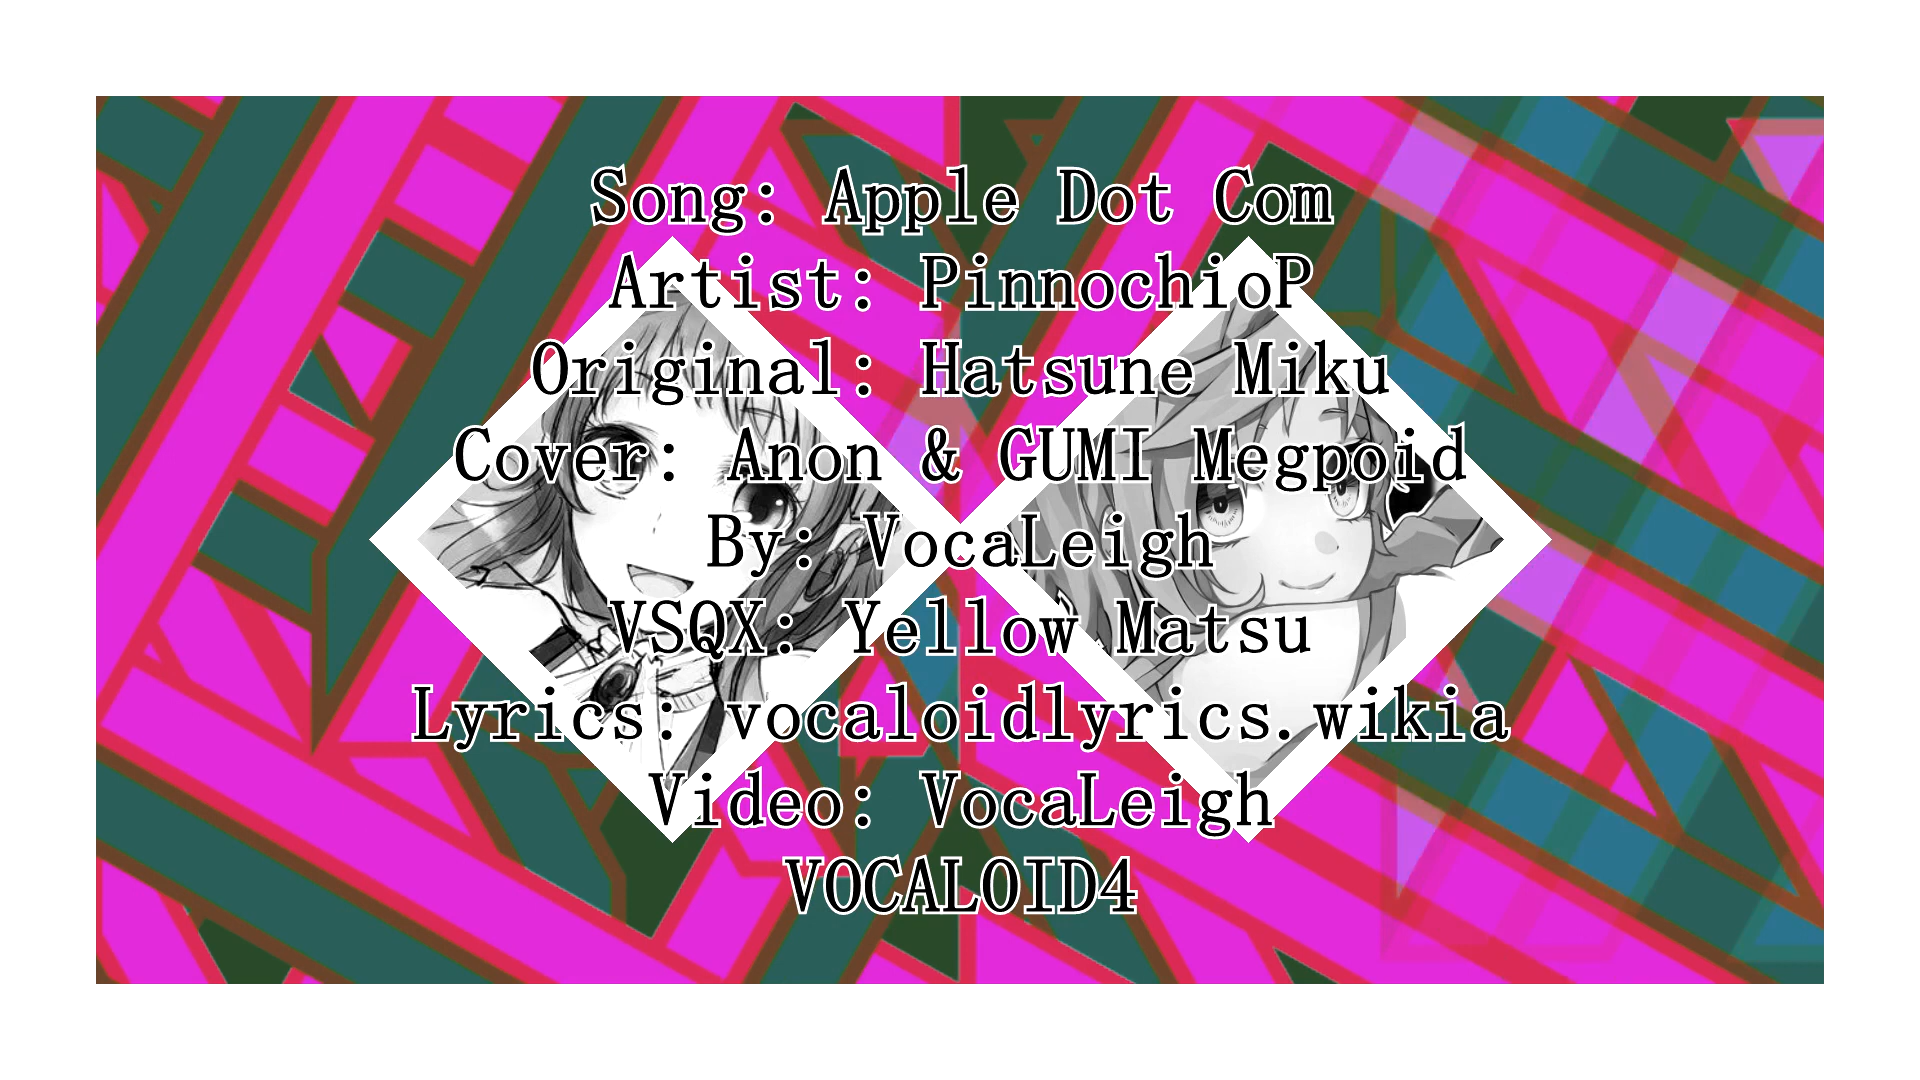 Song: Apple Dot Com
Artist: PinnochioP
Original: Hatsune Miku
Cover: Anon & GUMI Megpoid
By: VocaLeigh
VSQX: Yellow Matsu
Lyrics: vocaloidlyrics.wikia
Video: VocaLeigh
VOCALOID4